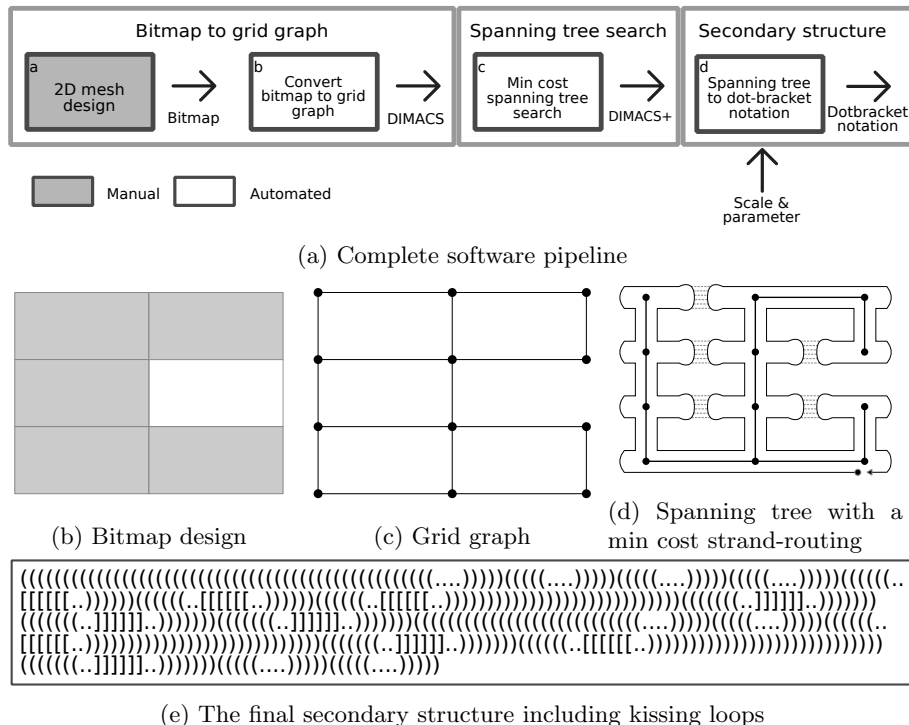 Bitmap to grid graph
Spanning tree search
Secondary structure
a
2D mesh
design
Bitmap
b
Convert
bitmap to grid
graph
DIMACS
c
Min cost
spanning tree
search
DIMACS+
d
Spanning tree
to dot-bracket
notation
Dotbracket
notation
Manual
Automated
Scale &
parameter
(a) Complete software pipeline
(b) Bitmap design
(c) Grid graph
(d) Spanning tree with a
min cost strand-routing
(((((((((((((((((((((((((((((((((((((((((((((((((....)))))(((((....)))))(((((....)))))(((((....)))))((((((..
[[[[[[..))))))((((((..[[[[[[..))))))((((((..[[[[[[..))))))))))))))))))))))))))))(((((((..]]]]]]..)))))))
(((((((..]]]]]]..)))))))(((((((..]]]]]]..)))))))(((((((((((((((((((((((((((....)))))(((((....)))))((((((..
[[[[[[..))))))))))))))))))))))))))))(((((((..]]]]]]..)))))))((((((..[[[[[[..))))))))))))))))))))))))))))
(((((((..]]]]]]..)))))))(((((....)))))(((((....)))))
(e) The final secondary structure including kissing loops